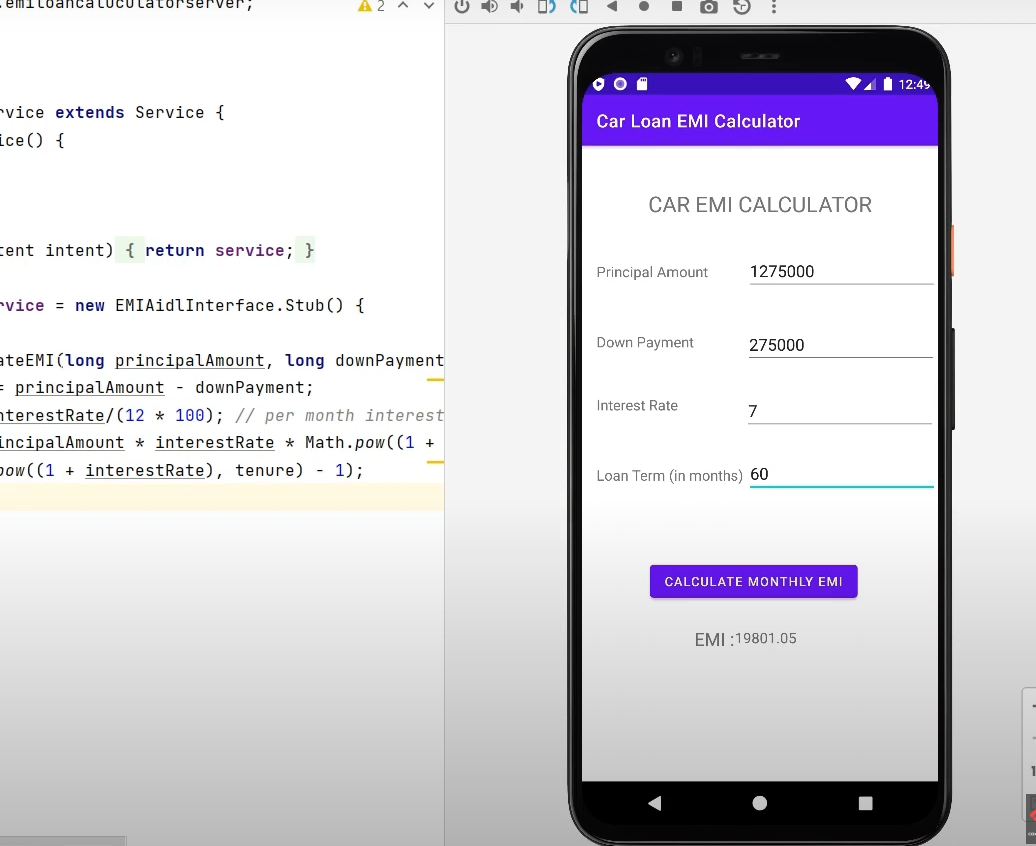 .emiloancaluculatorserver;
2
rvice extends Service {
ice() {
tent intent) { return service; }
rvice = new EMIAidlInterface.Stub() {
ateEMI(long principalAmount, long downPayment
= principalAmount - downPayment;
nterestRate/(12 * 100); // per month interest
incipalAmount * interestRate * Math.pow((1 +
pow((1 + interestRate), tenure) - 1);
12:49
Car Loan EMI Calculator
CAR EMI CALCULATOR
Principal Amount 1275000
Down Payment 275000
Interest Rate 7
Loan Term (in months) 60
CALCULATE MONTHLY EMI
EMI :19801.05